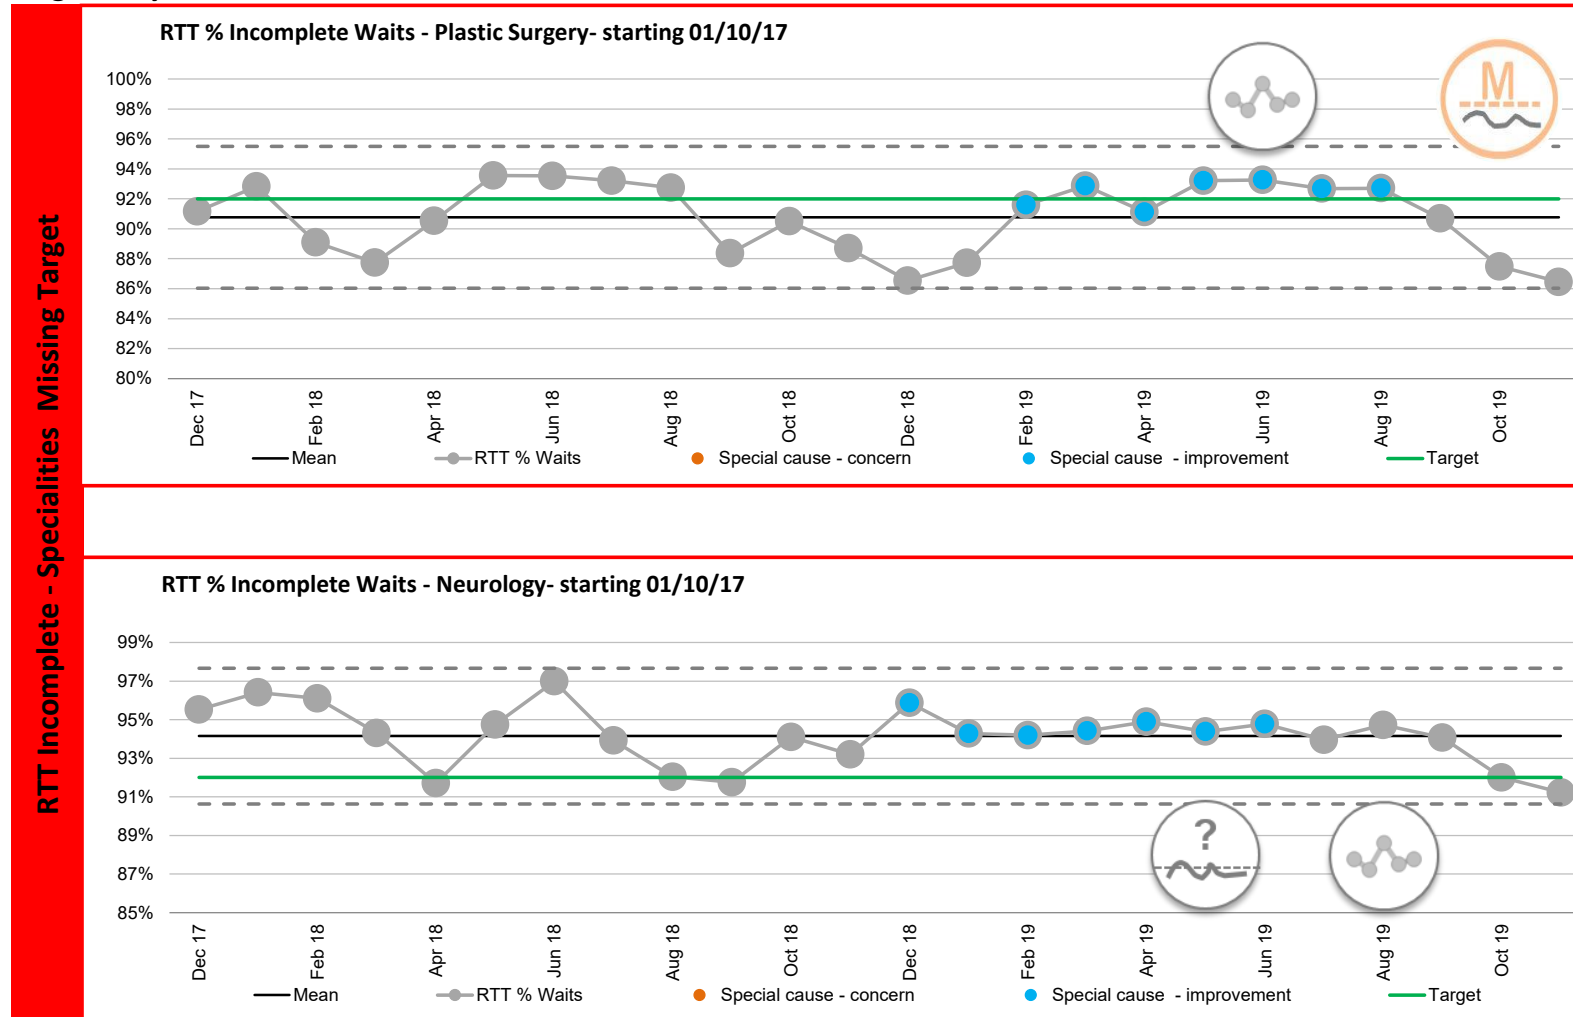 RTT Incomplete - Specialities Missing Target
RTT % Incomplete Waits - Plastic Surgery- starting 01/10/17
M
100%
98%
96%
94%
92%
90%
88%
86%
84%
82%
80%
Dec 17
Feb 18
Apr 18
Jun 18
Aug 18
Oct 18
Dec 18
Feb 19
Apr 19
Jun 19
Aug 19
Oct 19
Mean RTT % Waits Special cause - concern Special cause - improvement Target
RTT % Incomplete Waits - Neurology- starting 01/10/17
99%
97%
95%
93%
91%
89%
87%
85%
?
Dec 17
Feb 18
Apr 18
Jun 18
Aug 18
Oct 18
Dec 18
Feb 19
Apr 19
Jun 19
Aug 19
Oct 19
Mean RTT % Waits Special cause - concern Special cause - improvement Target